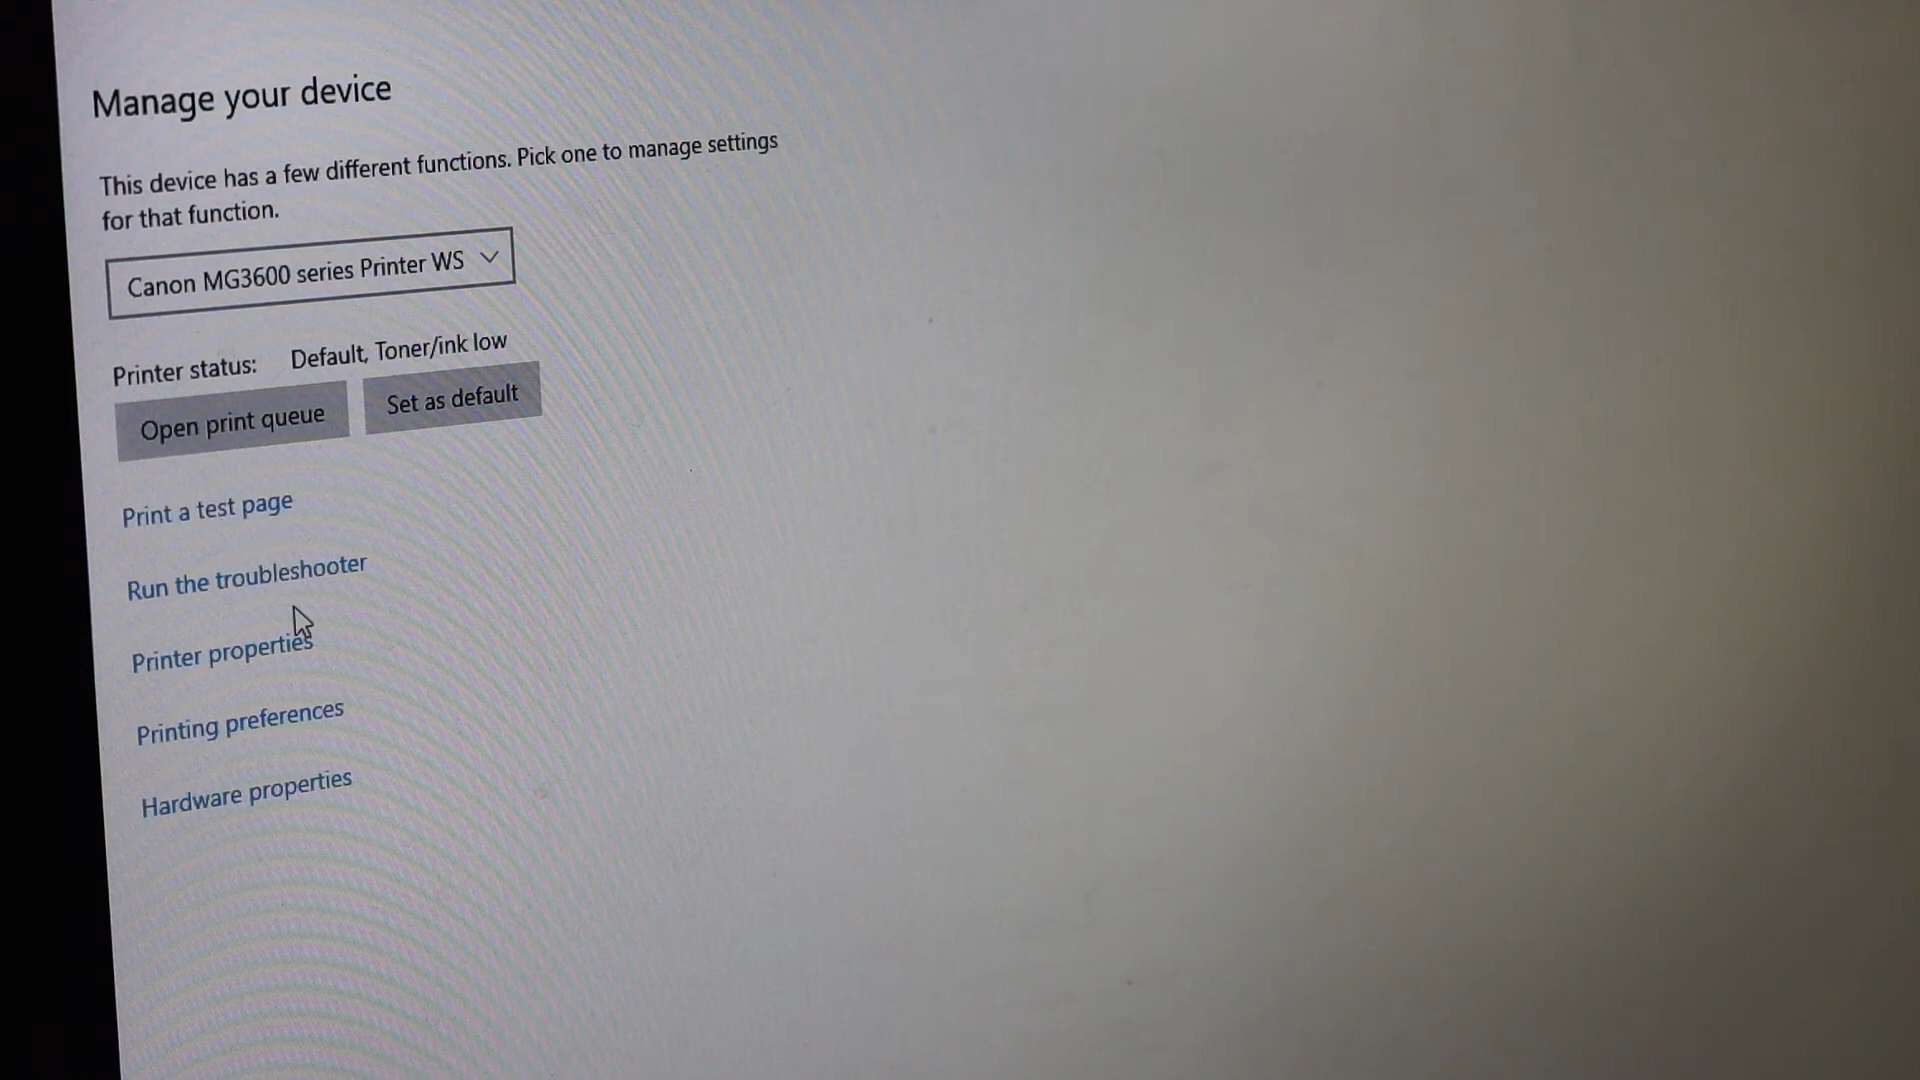 Manage your device
This device has a few different functions. Pick one to manage settings
for that function.
Canon MG3600 series Printer WS
Printer status: Default, Toner/ink low
Open print queue Set as default
Print a test page
Run the troubleshooter
Printer properties
Printing preferences
Hardware properties